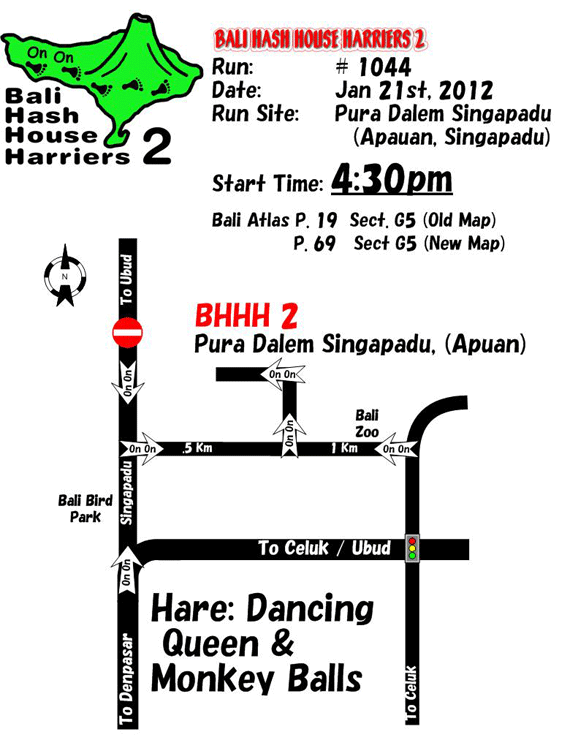 On On
Bali
Hash
House
Harriers 2
BALI HASH HOUSE HARRIERS 2
Run: # 1044
Date: Jan 21st, 2012
Run Site: Pura Dalem Singapadu
(Apauan, Singapadu)
Start Time: 4:30pm
Bali Atlas P. 19 Sect. G5 (Old Map)
P. 69 Sect G5 (New Map)
N
To Ubud
BHHH 2
Pura Dalem Singapadu, (Apuan)
On On
On On
Bali
Zoo
On On
On On
.5 Km
1 Km
On On
Singapadu
Bali Bird
Park
To Celuk / Ubud
On On
Hare: Dancing
Queen &
Monkey Balls
To Denpasar
To Celuk